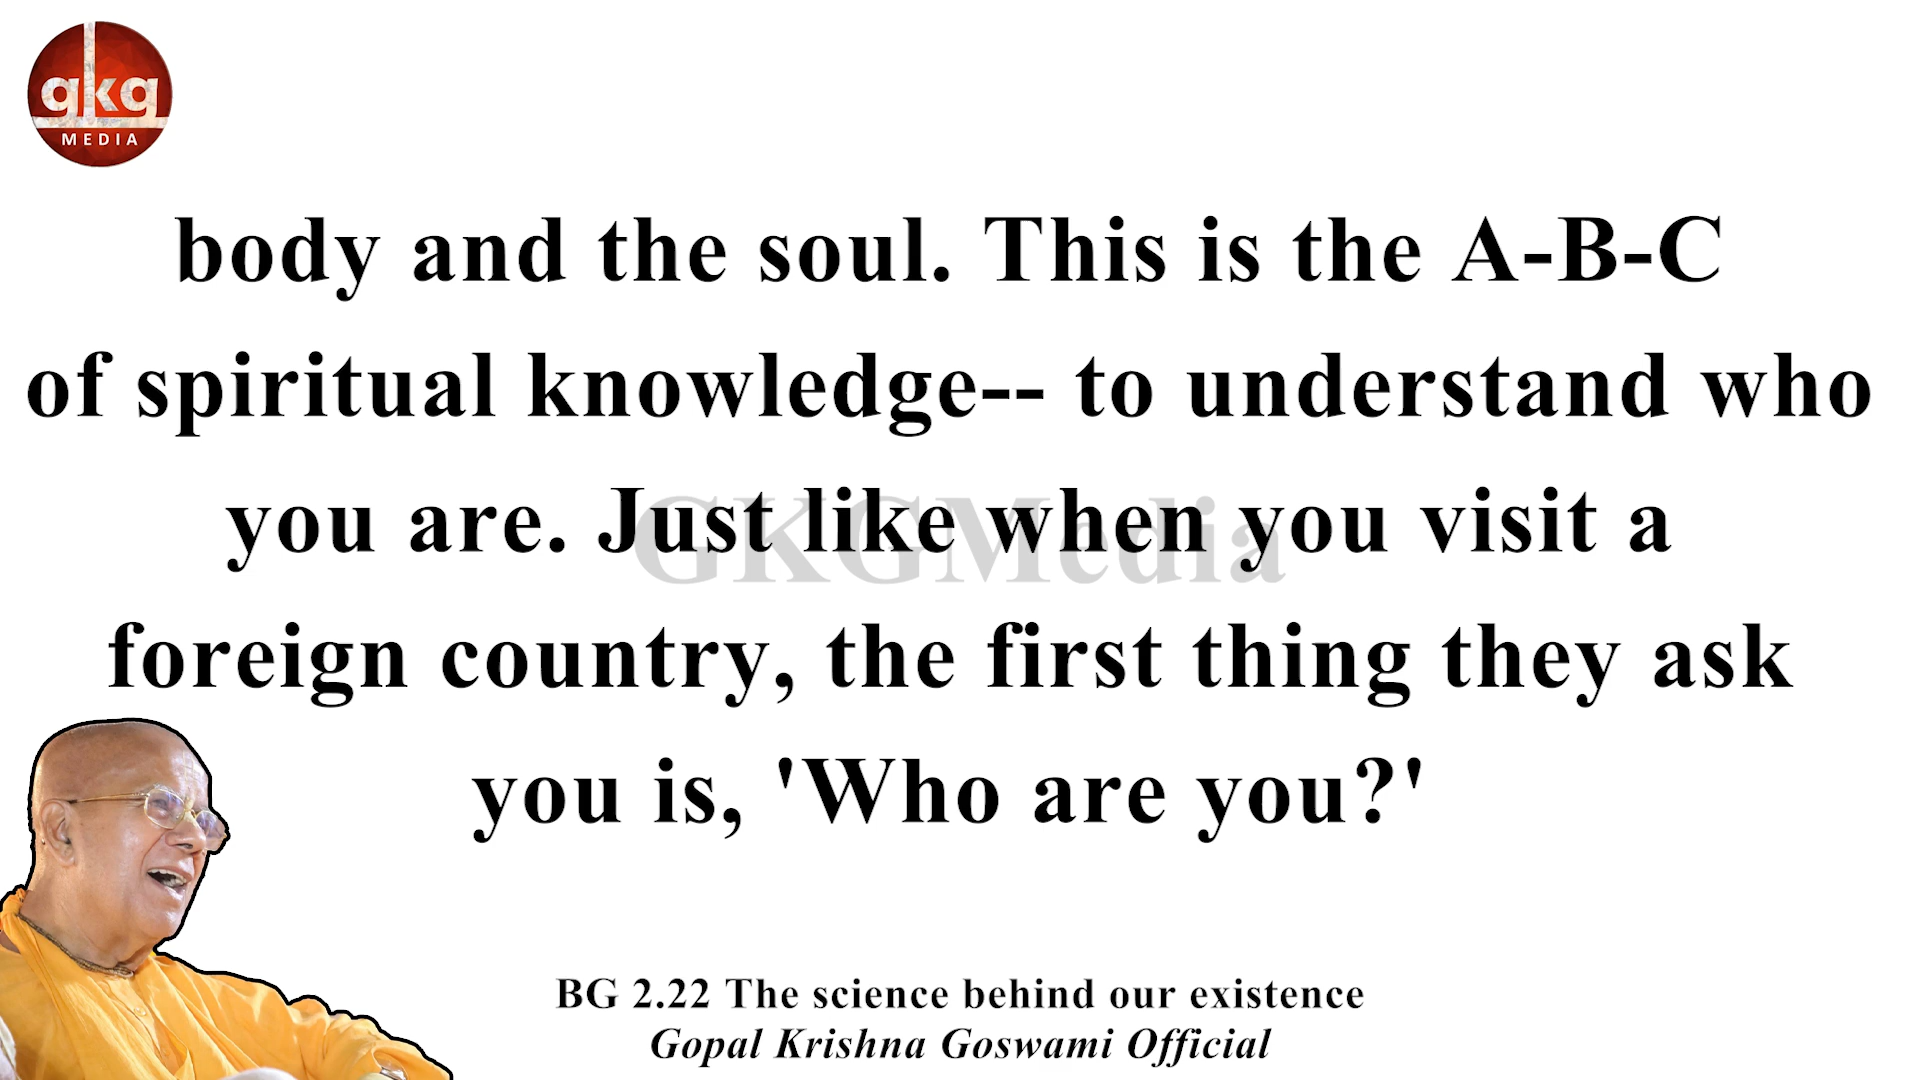 gkg
MEDIA
body and the soul. This is the A-B-C
of spiritual knowledge-- to understand who
you are. Just like when you visit a
foreign country, the first thing they ask
you is, 'Who are you?'
GKGMedia
BG 2.22 The science behind our existence
Gopal Krishna Goswami Official